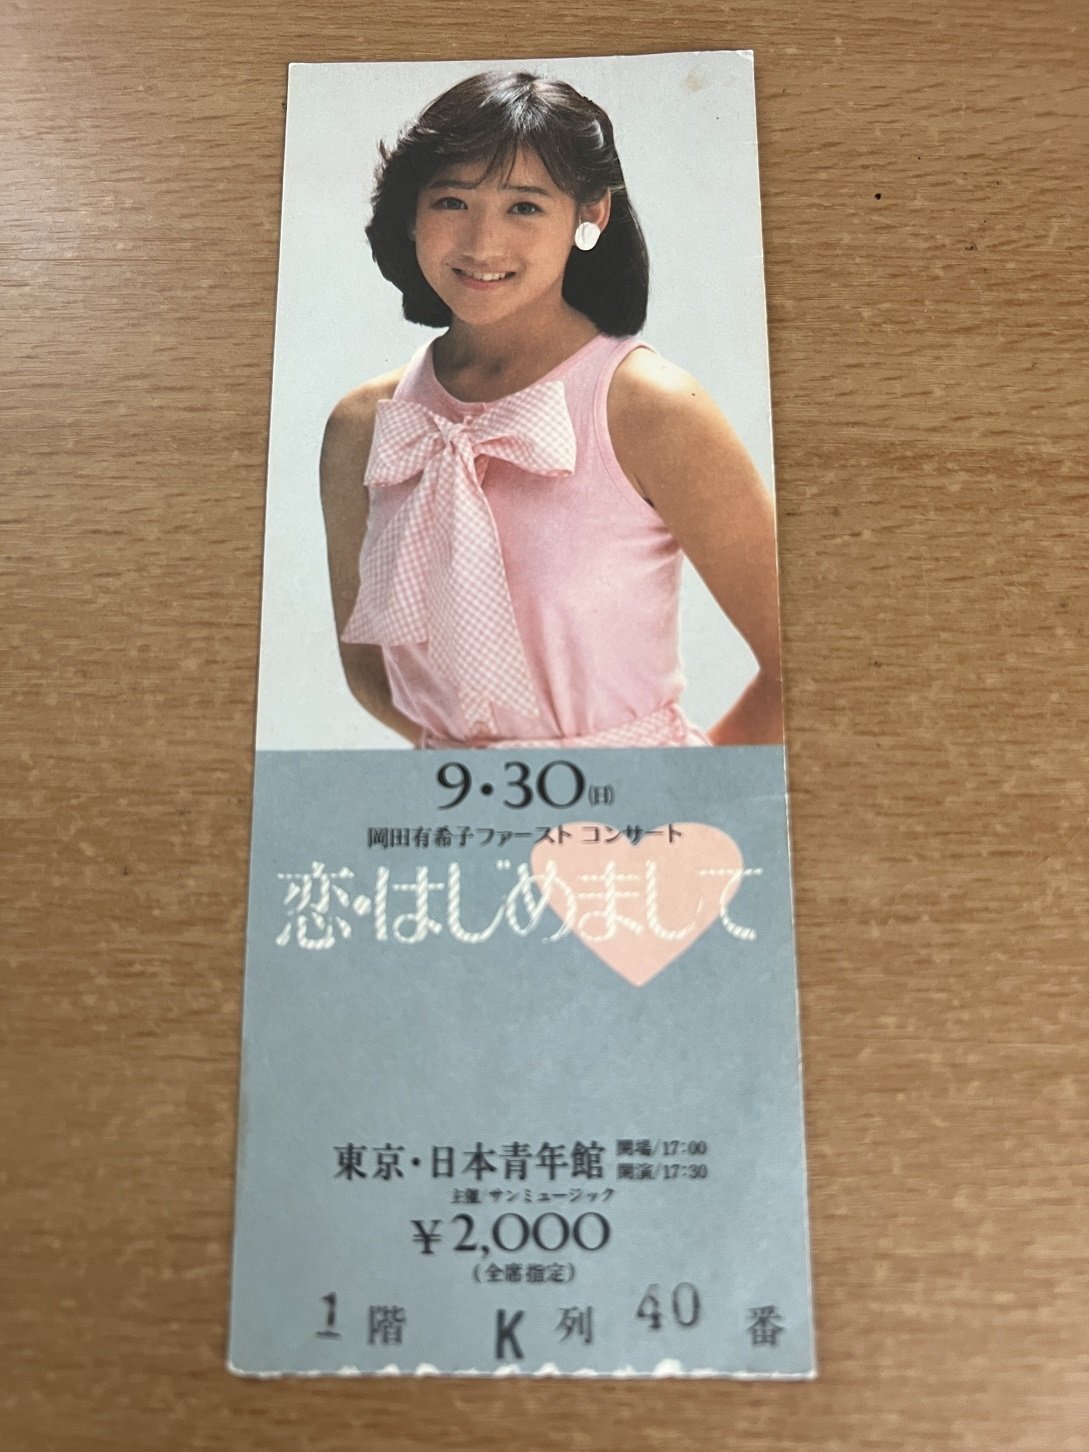 9・30(日)
岡田有希子ファースト コンサート
恋・はじめまして
東京・日本青年館 開場/17:00
開演/17:30
主催/サンミュージック
¥2,000
(全席指定)
1階 K列 40番